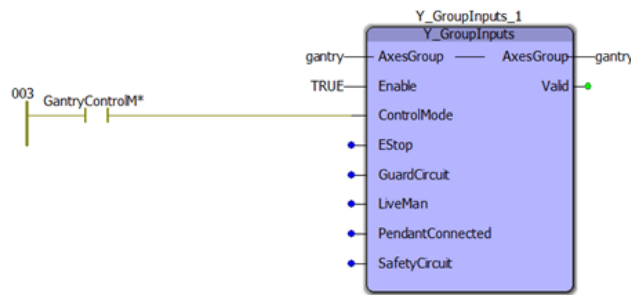 Y_GroupInputs_1
Y_GroupInputs
gantry AxesGroup AxesGroup gantry
TRUE Enable Valid
003 GantryControlM* ControlMode
EStop
GuardCircuit
LiveMan
PendantConnected
SafetyCircuit